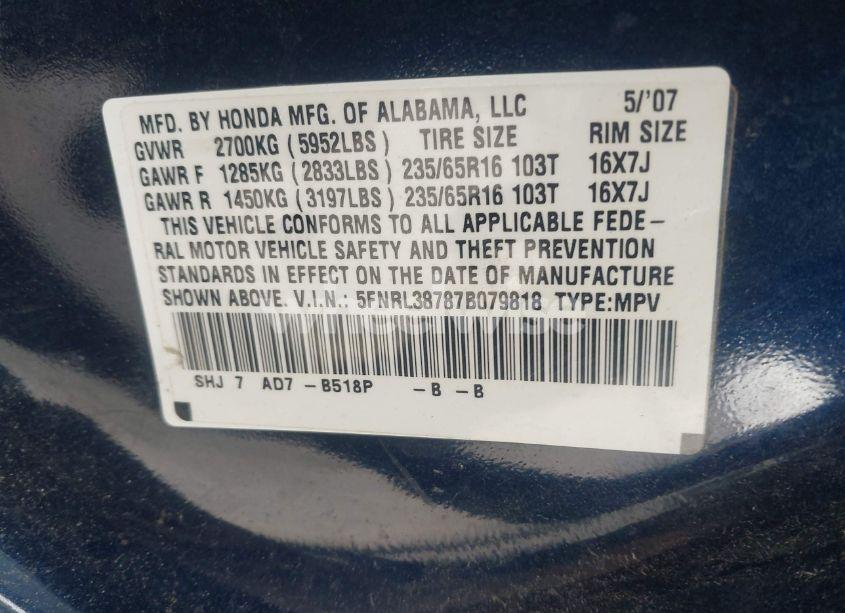 MFD. BY HONDA MFG. OF ALABAMA, LLC 5/'07
GVWR 2700KG (5952LBS) TIRE SIZE RIM SIZE
GAWR F 1285KG (2833LBS) 235/65R16 103T 16X7J
GAWR R 1450KG (3197LBS) 235/65R16 103T 16X7J
THIS VEHICLE CONFORMS TO ALL APPLICABLE FEDE-
RAL MOTOR VEHICLE SAFETY AND THEFT PREVENTION
STANDARDS IN EFFECT ON THE DATE OF MANUFACTURE
SHOWN ABOVE. V.I.N.: 5FNRL38787B079818 TYPE:MPV
SHJ 7 AD7 -B518P -B -B